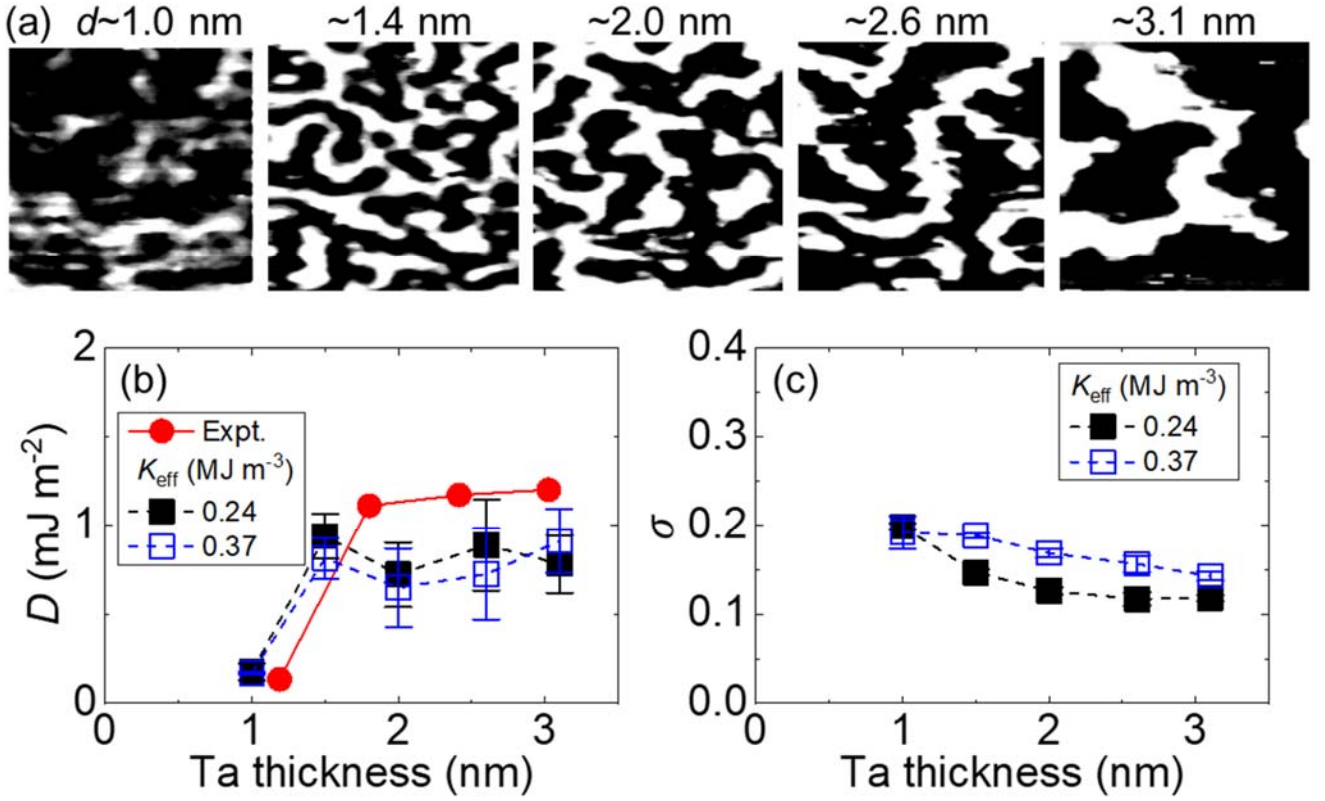 (a) d~1.0 nm ~1.4 nm ~2.0 nm ~2.6 nm ~3.1 nm
(b)
2
1
0
D (mJ m⁻²)
Expt.
K_eff (MJ m⁻³)
0.24
0.37
0 1 2 3
Ta thickness (nm)
(c)
0.4
0.3
0.2
0.1
0.0
σ
K_eff (MJ m⁻³)
0.24
0.37
0 1 2 3
Ta thickness (nm)